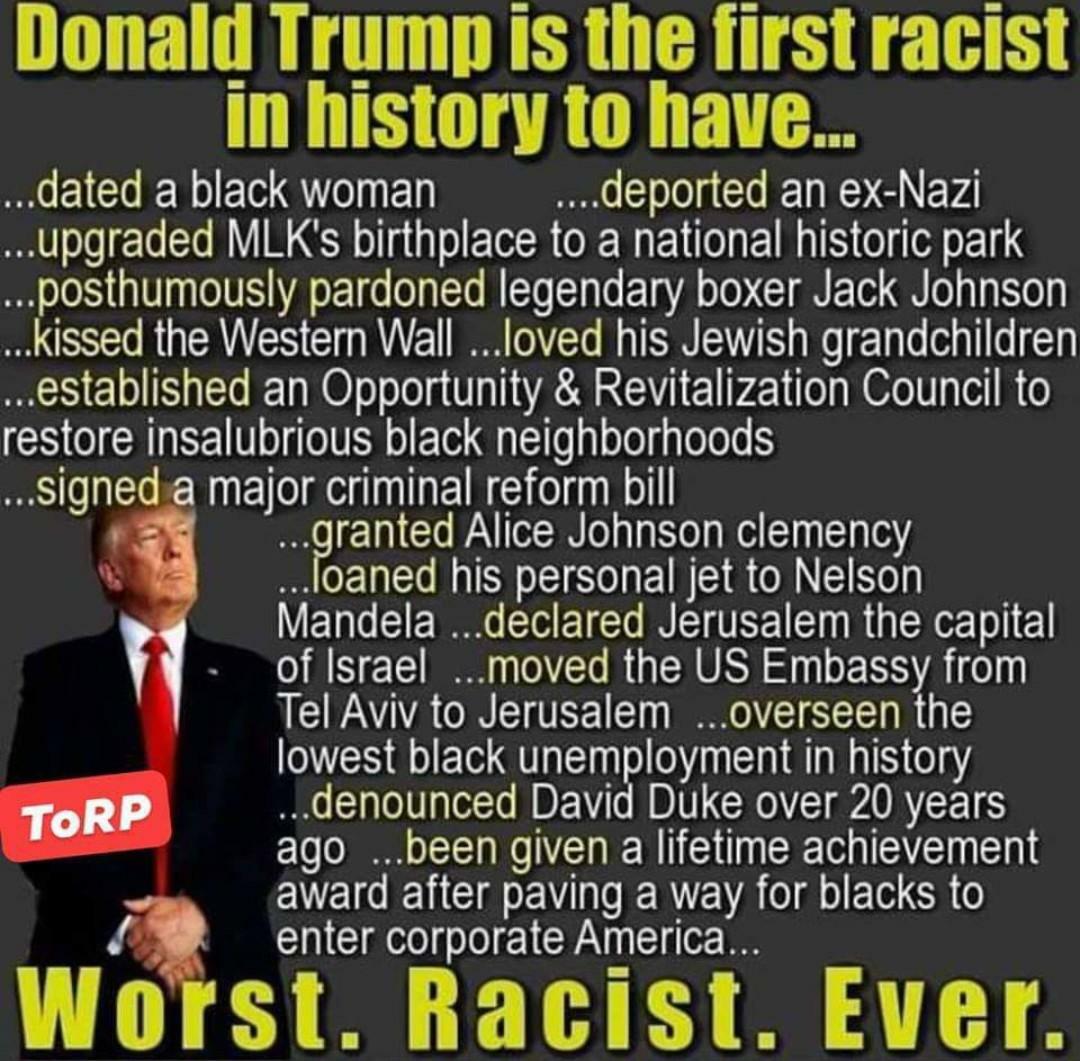 Donald Trump is the first racist
in history to have...
...dated a black woman ....deported an ex-Nazi
...upgraded MLK's birthplace to a national historic park
...posthumously pardoned legendary boxer Jack Johnson
...kissed the Western Wall ...loved his Jewish grandchildren
...established an Opportunity & Revitalization Council to
restore insalubrious black neighborhoods
...signed a major criminal reform bill
...granted Alice Johnson clemency
...loaned his personal jet to Nelson
Mandela ...declared Jerusalem the capital
of Israel ...moved the US Embassy from
Tel Aviv to Jerusalem ...overseen the
lowest black unemployment in history
...denounced David Duke over 20 years
ago ...been given a lifetime achievement
award after paving a way for blacks to
enter corporate America...
ToRP
Worst. Racist. Ever.